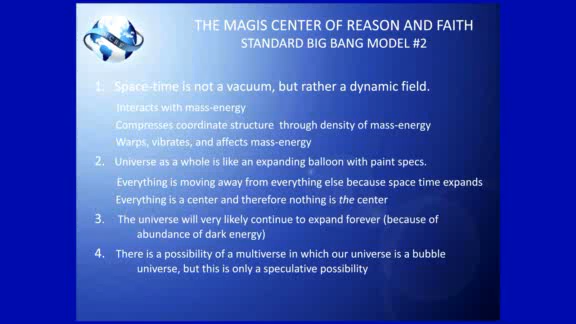 THE MAGIS CENTER OF REASON AND FAITH
STANDARD BIG BANG MODEL #2
1. Space-time is not a vacuum, but rather a dynamic field.
Interacts with mass-energy
Compresses coordinate structure through density of mass-energy
Warps, vibrates, and affects mass-energy
2. Universe as a whole is like an expanding balloon with paint specs.
Everything is moving away from everything else because space time expands
Everything is a center and therefore nothing is the center
3. The universe will very likely continue to expand forever (because of
abundance of dark energy)
4. There is a possibility of a multiverse in which our universe is a bubble
universe, but this is only a speculative possibility